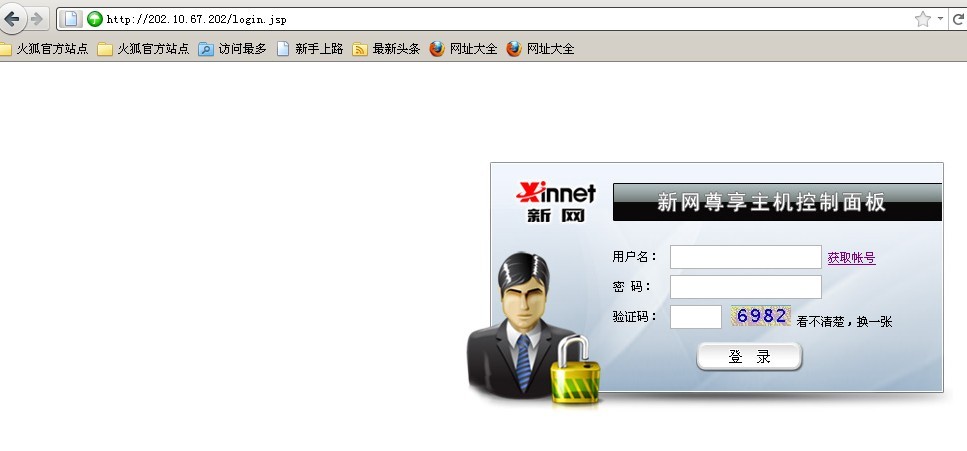 http://202.10.67.202/login.jsp
火狐官方站点 火狐官方站点 访问最多 新手上路 最新头条 网址大全 网址大全
Xinnet
新网
新网尊享主机控制面板
用户名： 获取帐号
密 码：
验证码： 6982 看不清楚，换一张
登 录